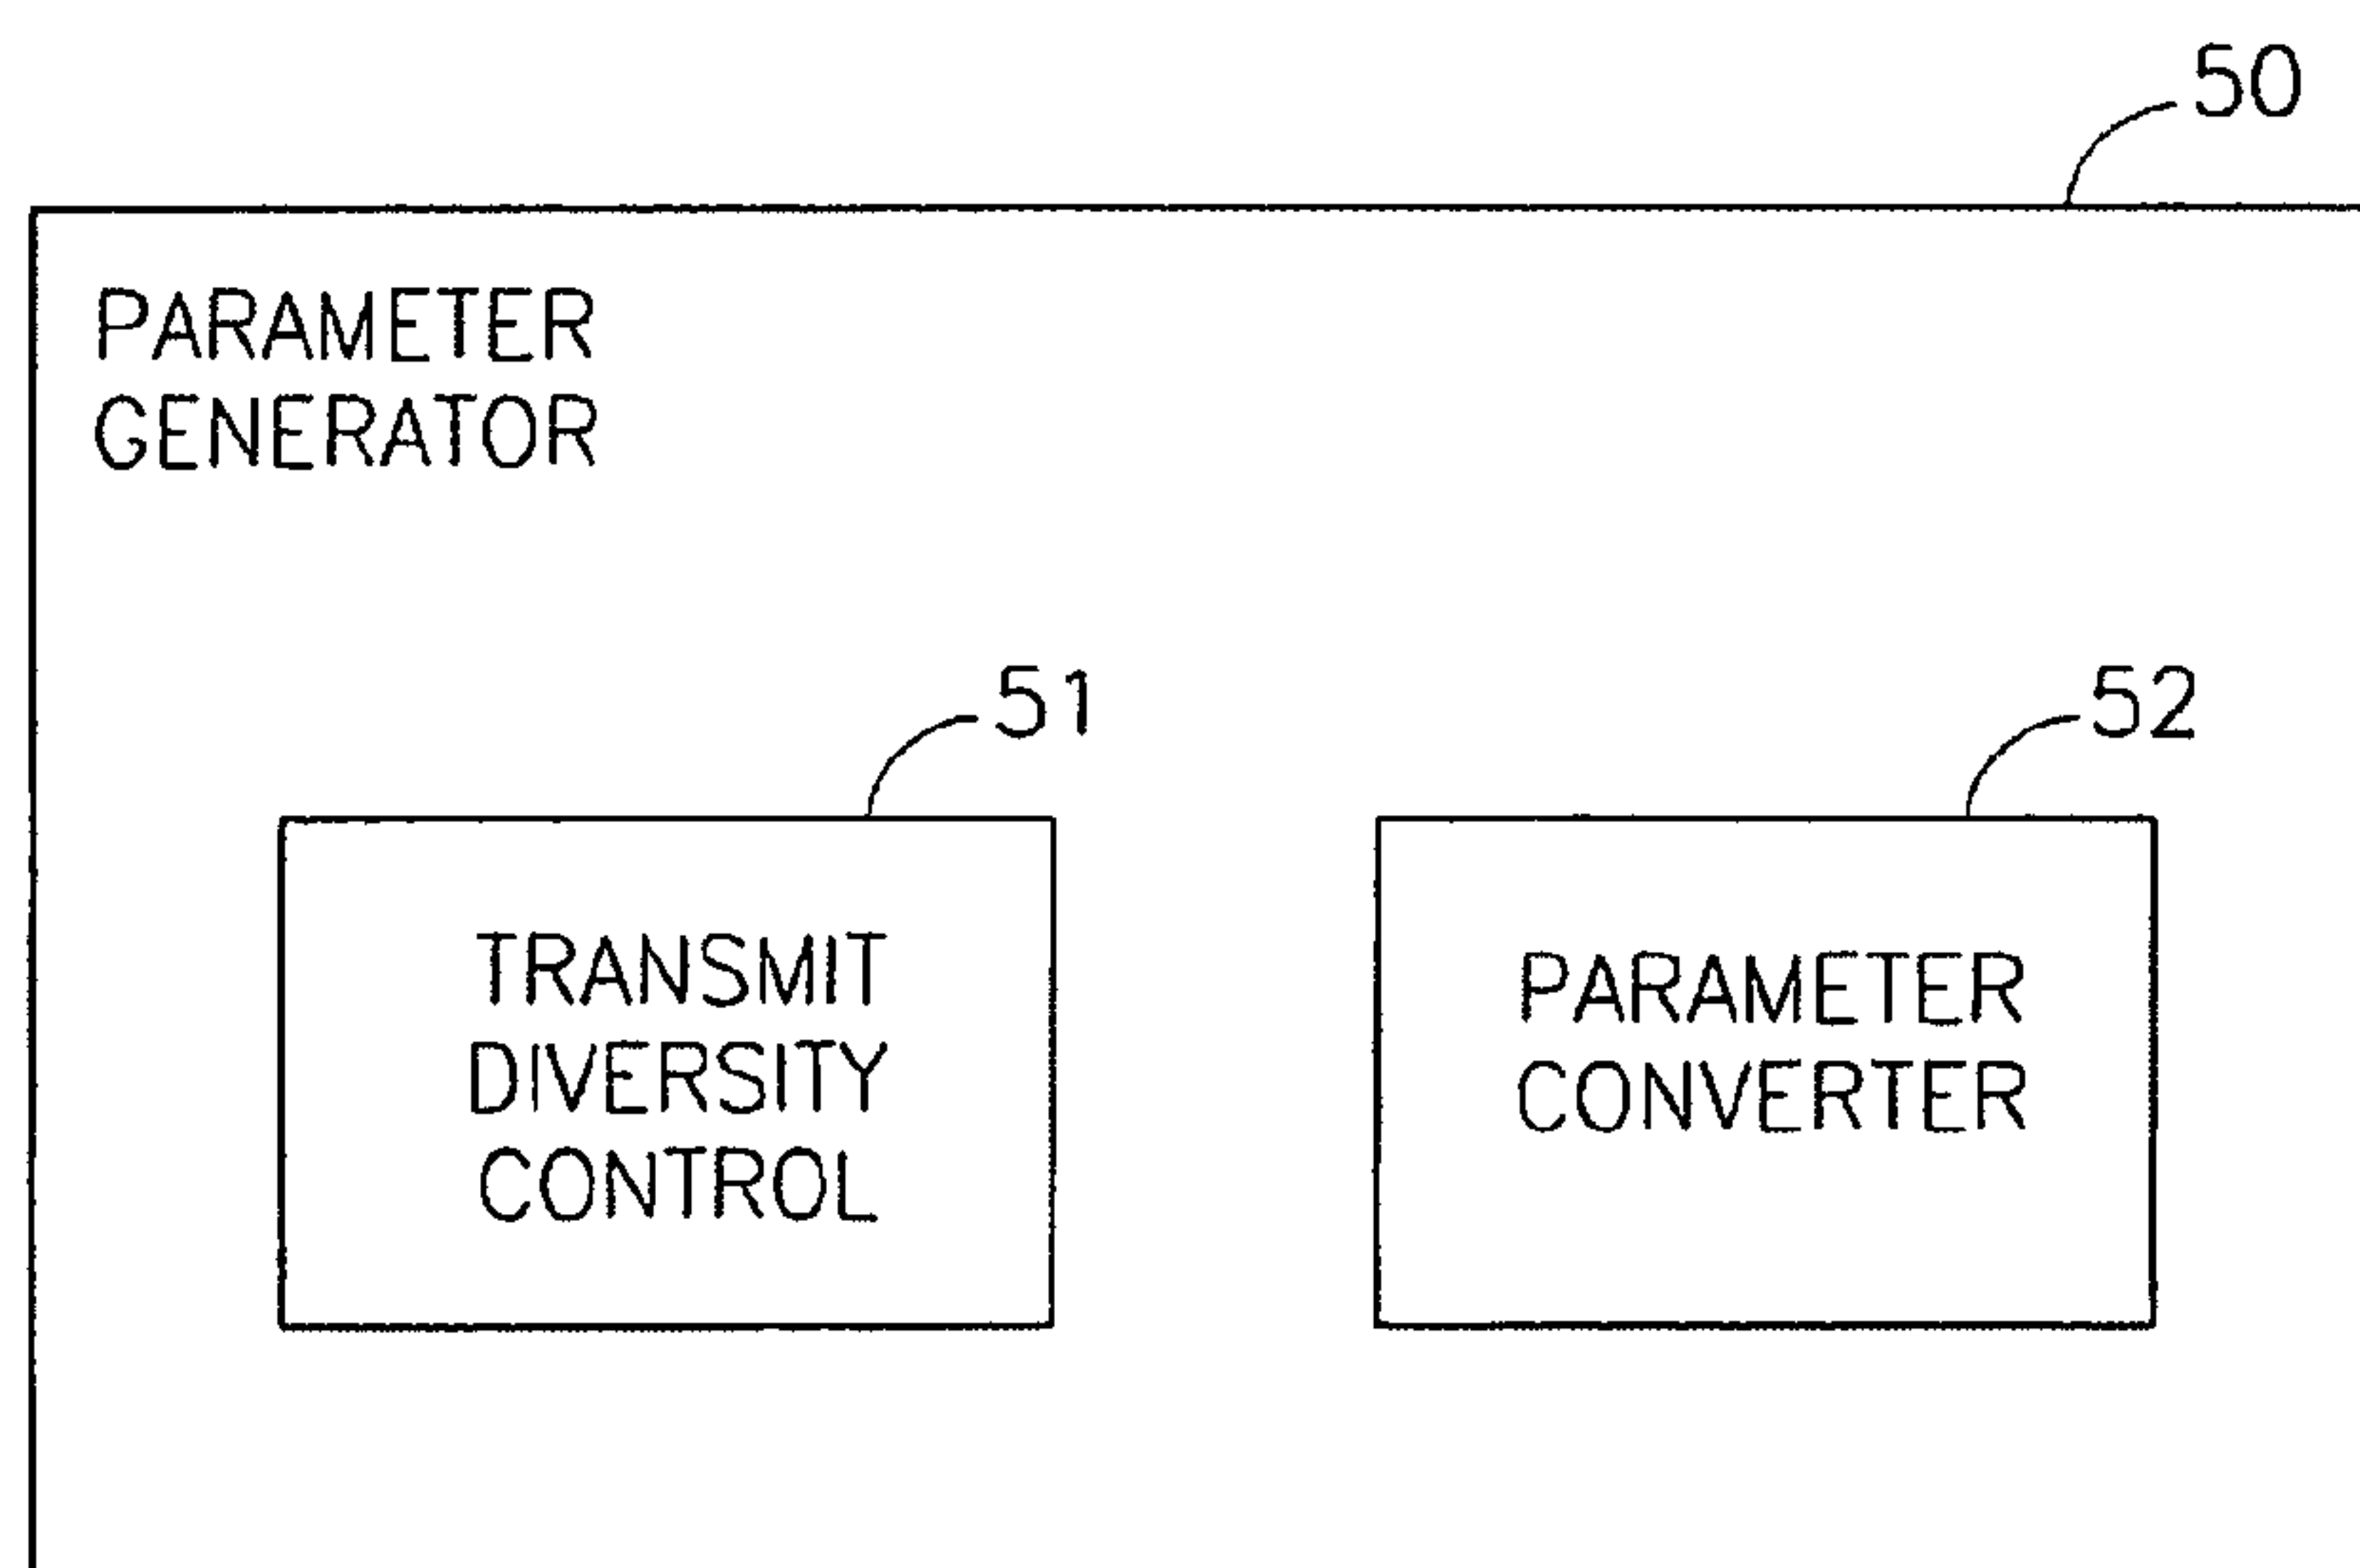 50
PARAMETER
GENERATOR
51
52
TRANSMIT
DIVERSITY
CONTROL
PARAMETER
CONVERTER